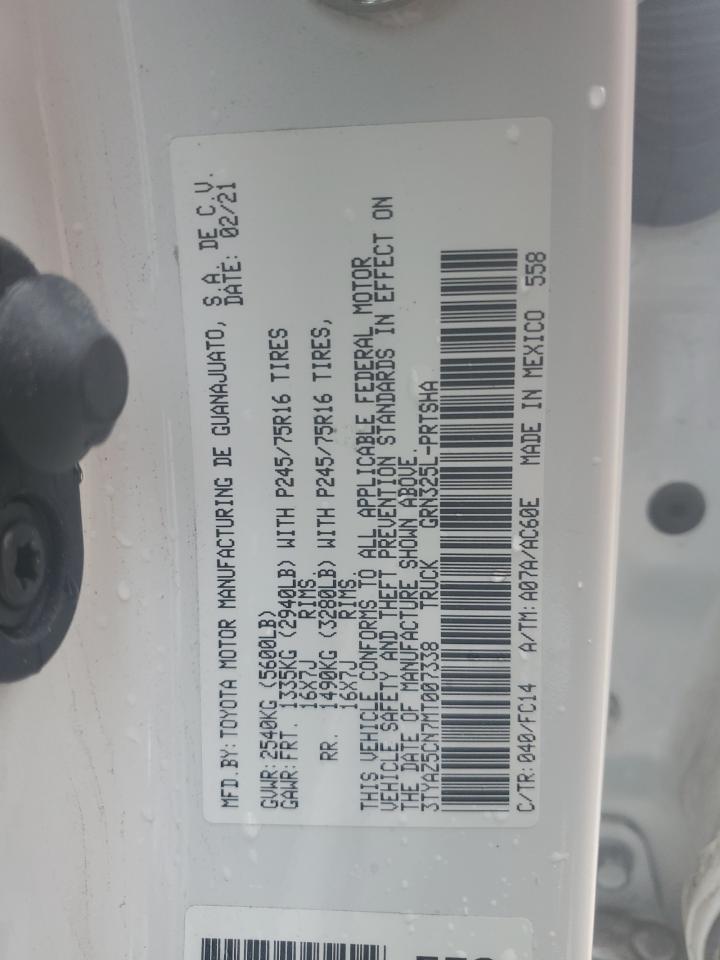 MFD.BY:TOYOTA MOTOR MANUFACTURING DE GUANAJUATO, S.A. DE C.V.
DATE: 02/21
GVWR:2540KG (5600LB)
GAWR:FRT. 1335KG (2940LB) WITH P245/75R16 TIRES
16X7J RIMS.
RR. 1490KG (3280LB) WITH P245/75R16 TIRES,
16X7J RIMS.
THIS VEHICLE CONFORMS TO ALL APPLICABLE FEDERAL MOTOR
VEHICLE SAFETY AND THEFT PREVENTION STANDARDS IN EFFECT ON
THE DATE OF MANUFACTURE SHOWN ABOVE.
3TYAZ5CN7MT007338 TRUCK GRN325L-PRTSHA
C/TR:040/FC14 A/TM:A07A/AC60E MADE IN MEXICO 558